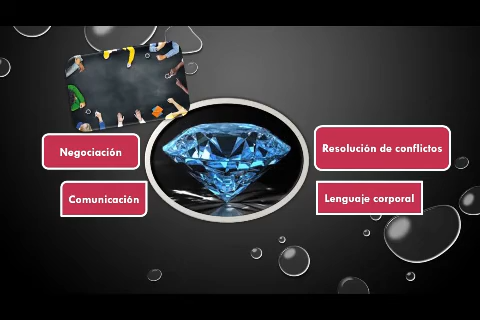 Negociación
Resolución de conflictos
Comunicación
Lenguaje corporal